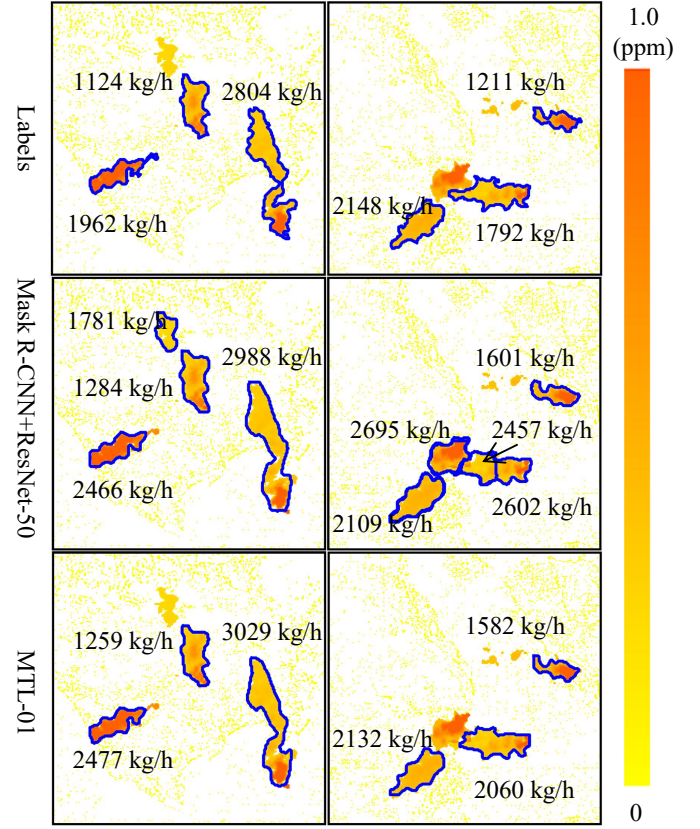 1.0
(ppm)
Labels
1124 kg/h
2804 kg/h
1962 kg/h
1211 kg/h
2148 kg/h
1792 kg/h
Mask R-CNN+ResNet-50
1781 kg/h
2988 kg/h
1284 kg/h
2466 kg/h
1601 kg/h
2695 kg/h
2457 kg/h
2109 kg/h
2602 kg/h
MTL-01
1259 kg/h
3029 kg/h
2477 kg/h
1582 kg/h
2132 kg/h
2060 kg/h
0